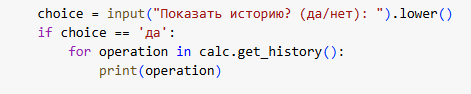 choice = input("Показать историю? (да/нет): ").lower()
if choice == 'да':
    for operation in calc.get_history():
        print(operation)